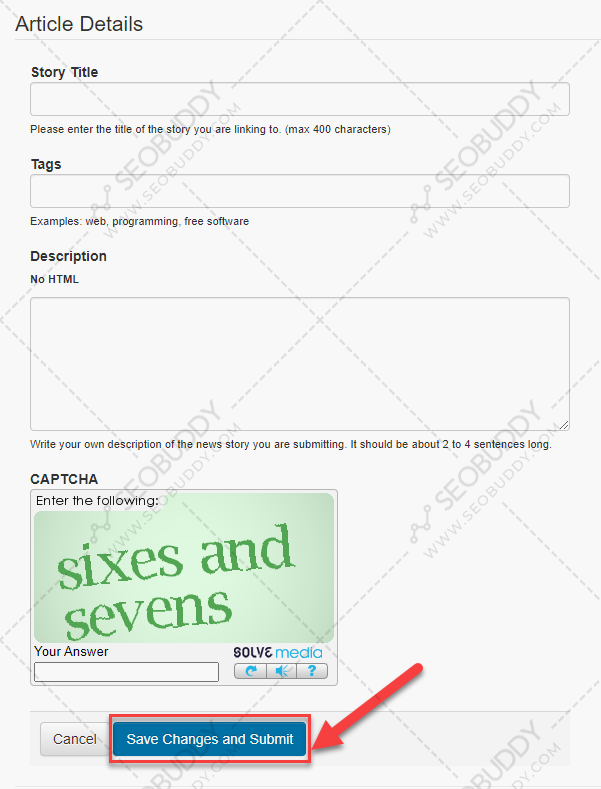 Article Details
Story Title
Please enter the title of the story you are linking to. (max 400 characters)
Tags
Examples: web, programming, free software
Description
No HTML
Write your own description of the news story you are submitting. It should be about 2 to 4 sentences long.
CAPTCHA
Enter the following:
sixes and
sevens
Your Answer
SOLVE media
?
Cancel
Save Changes and Submit
SEOBUDDY
WWW.SEOBUDDY.COM
SEOBUDDY
WWW.SEOBUDDY.COM
SEOBUDDY
WWW.SEOBUDDY.COM
SEOBUDDY
WWW.SEOBUDDY.COM